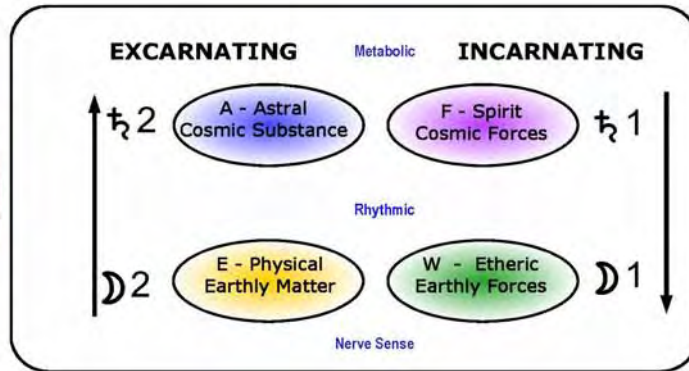 EXCARNATING Metabolic INCARNATING
♄ 2 A - Astral F - Spirit ♄ 1
Cosmic Substance Cosmic Forces
Rhythmic
☽ 2 E - Physical W - Etheric ☽ 1
Earthly Matter Earthly Forces
Nerve Sense